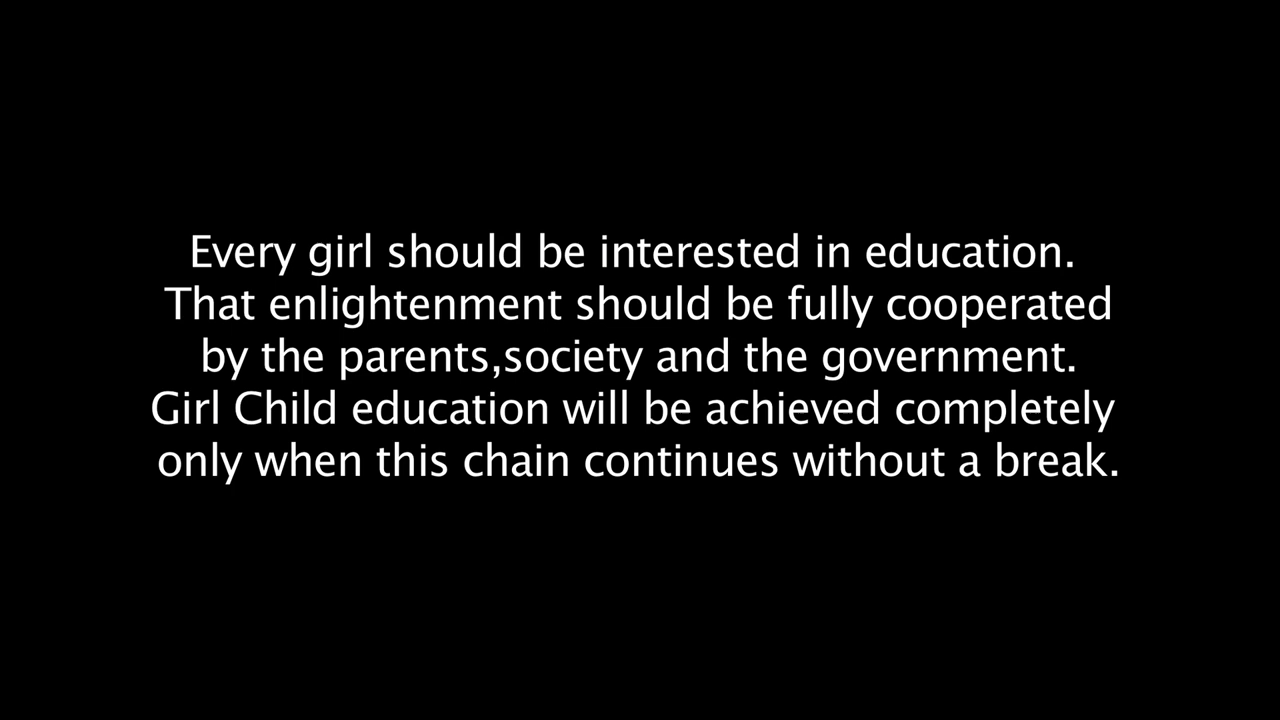 Every girl should be interested in education.
That enlightenment should be fully cooperated
by the parents,society and the government.
Girl Child education will be achieved completely
only when this chain continues without a break.